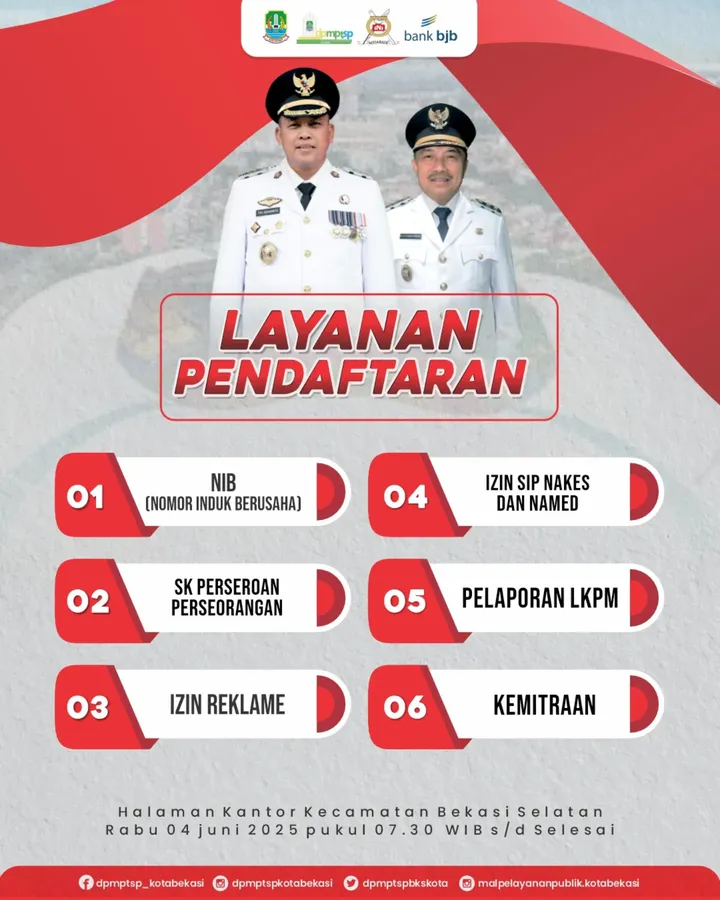 dpmptsp
bank bjb
LAYANAN
PENDAFTARAN
01
NIB
(NOMOR INDUK BERUSAHA)
04
IZIN SIP NAKES
DAN NAMED
02
SK PERSEROAN
PERSEORANGAN
05
PELAPORAN LKPM
03
IZIN REKLAME
06
KEMITRAAN
Halaman Kantor Kecamatan Bekasi Selatan
Rabu 04 juni 2025 pukul 07.30 WIB s/d Selesai
dpmptsp_kotabekasi dpmptspkotabekasi dpmptspbkskota malpelayananpublik.kotabekasi